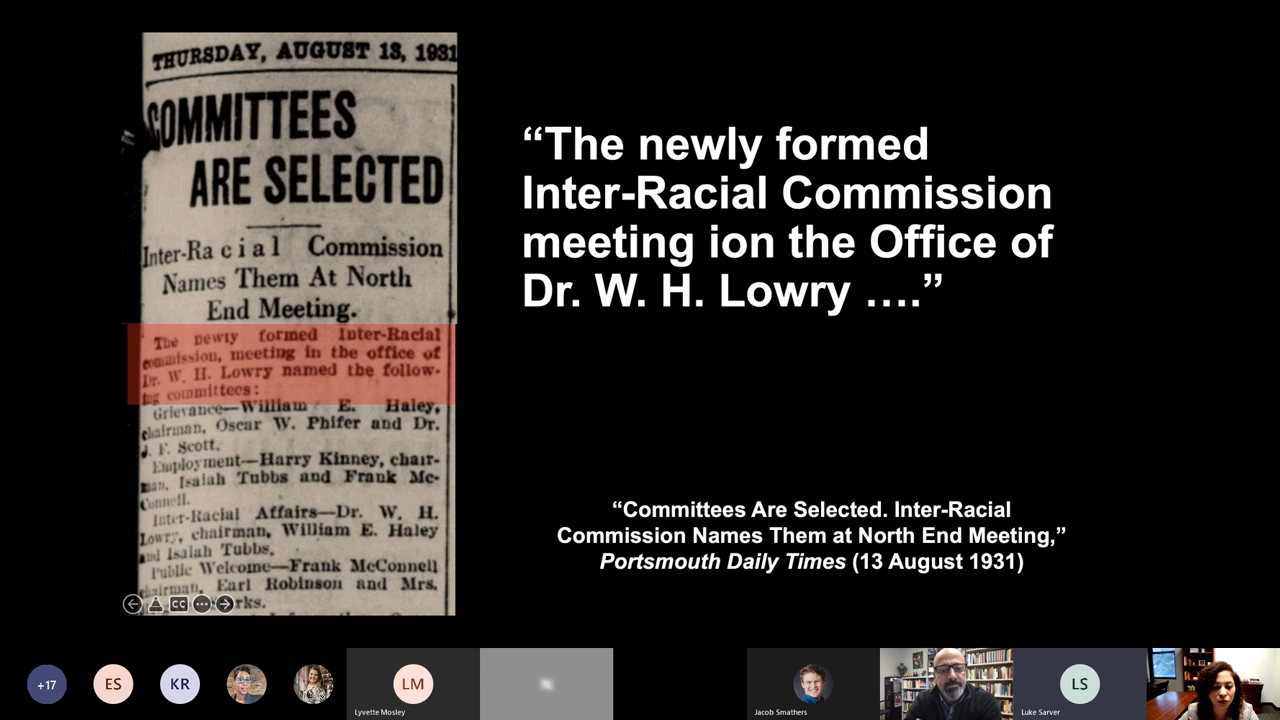 THURSDAY, AUGUST 13, 1931
COMMITTEES
ARE SELECTED
Inter-Racial Commission
Names Them At North
End Meeting.
The newly formed Inter-Racial
commission, meeting in the office of
Dr. W. H. Lowry named the follow-
ing committees:
Grievance—William E. Haley,
chairman, Oscar W. Phifer and Dr.
J. F. Scott.
Employment—Harry Kinney, chair-
man, Isaiah Tubbs and Frank Mc-
Connell.
Inter-Racial Affairs—Dr. W. H.
Lowry, chairman, William E. Haley
and Isaiah Tubbs.
Public Welcome—Frank McConnell
chairman, Earl Robinson and Mrs.
“The newly formed
Inter-Racial Commission
meeting ion the Office of
Dr. W. H. Lowry ….”
“Committees Are Selected. Inter-Racial
Commission Names Them at North End Meeting,”
Portsmouth Daily Times (13 August 1931)
CC
+17
ES
KR
LM
Lyvette Mosley
Jacob Smathers
LS
Luke Sarver